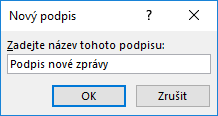 Nový podpis ? ×
Zadejte název tohoto podpisu:
Podpis nové zprávy
OK Zrušit